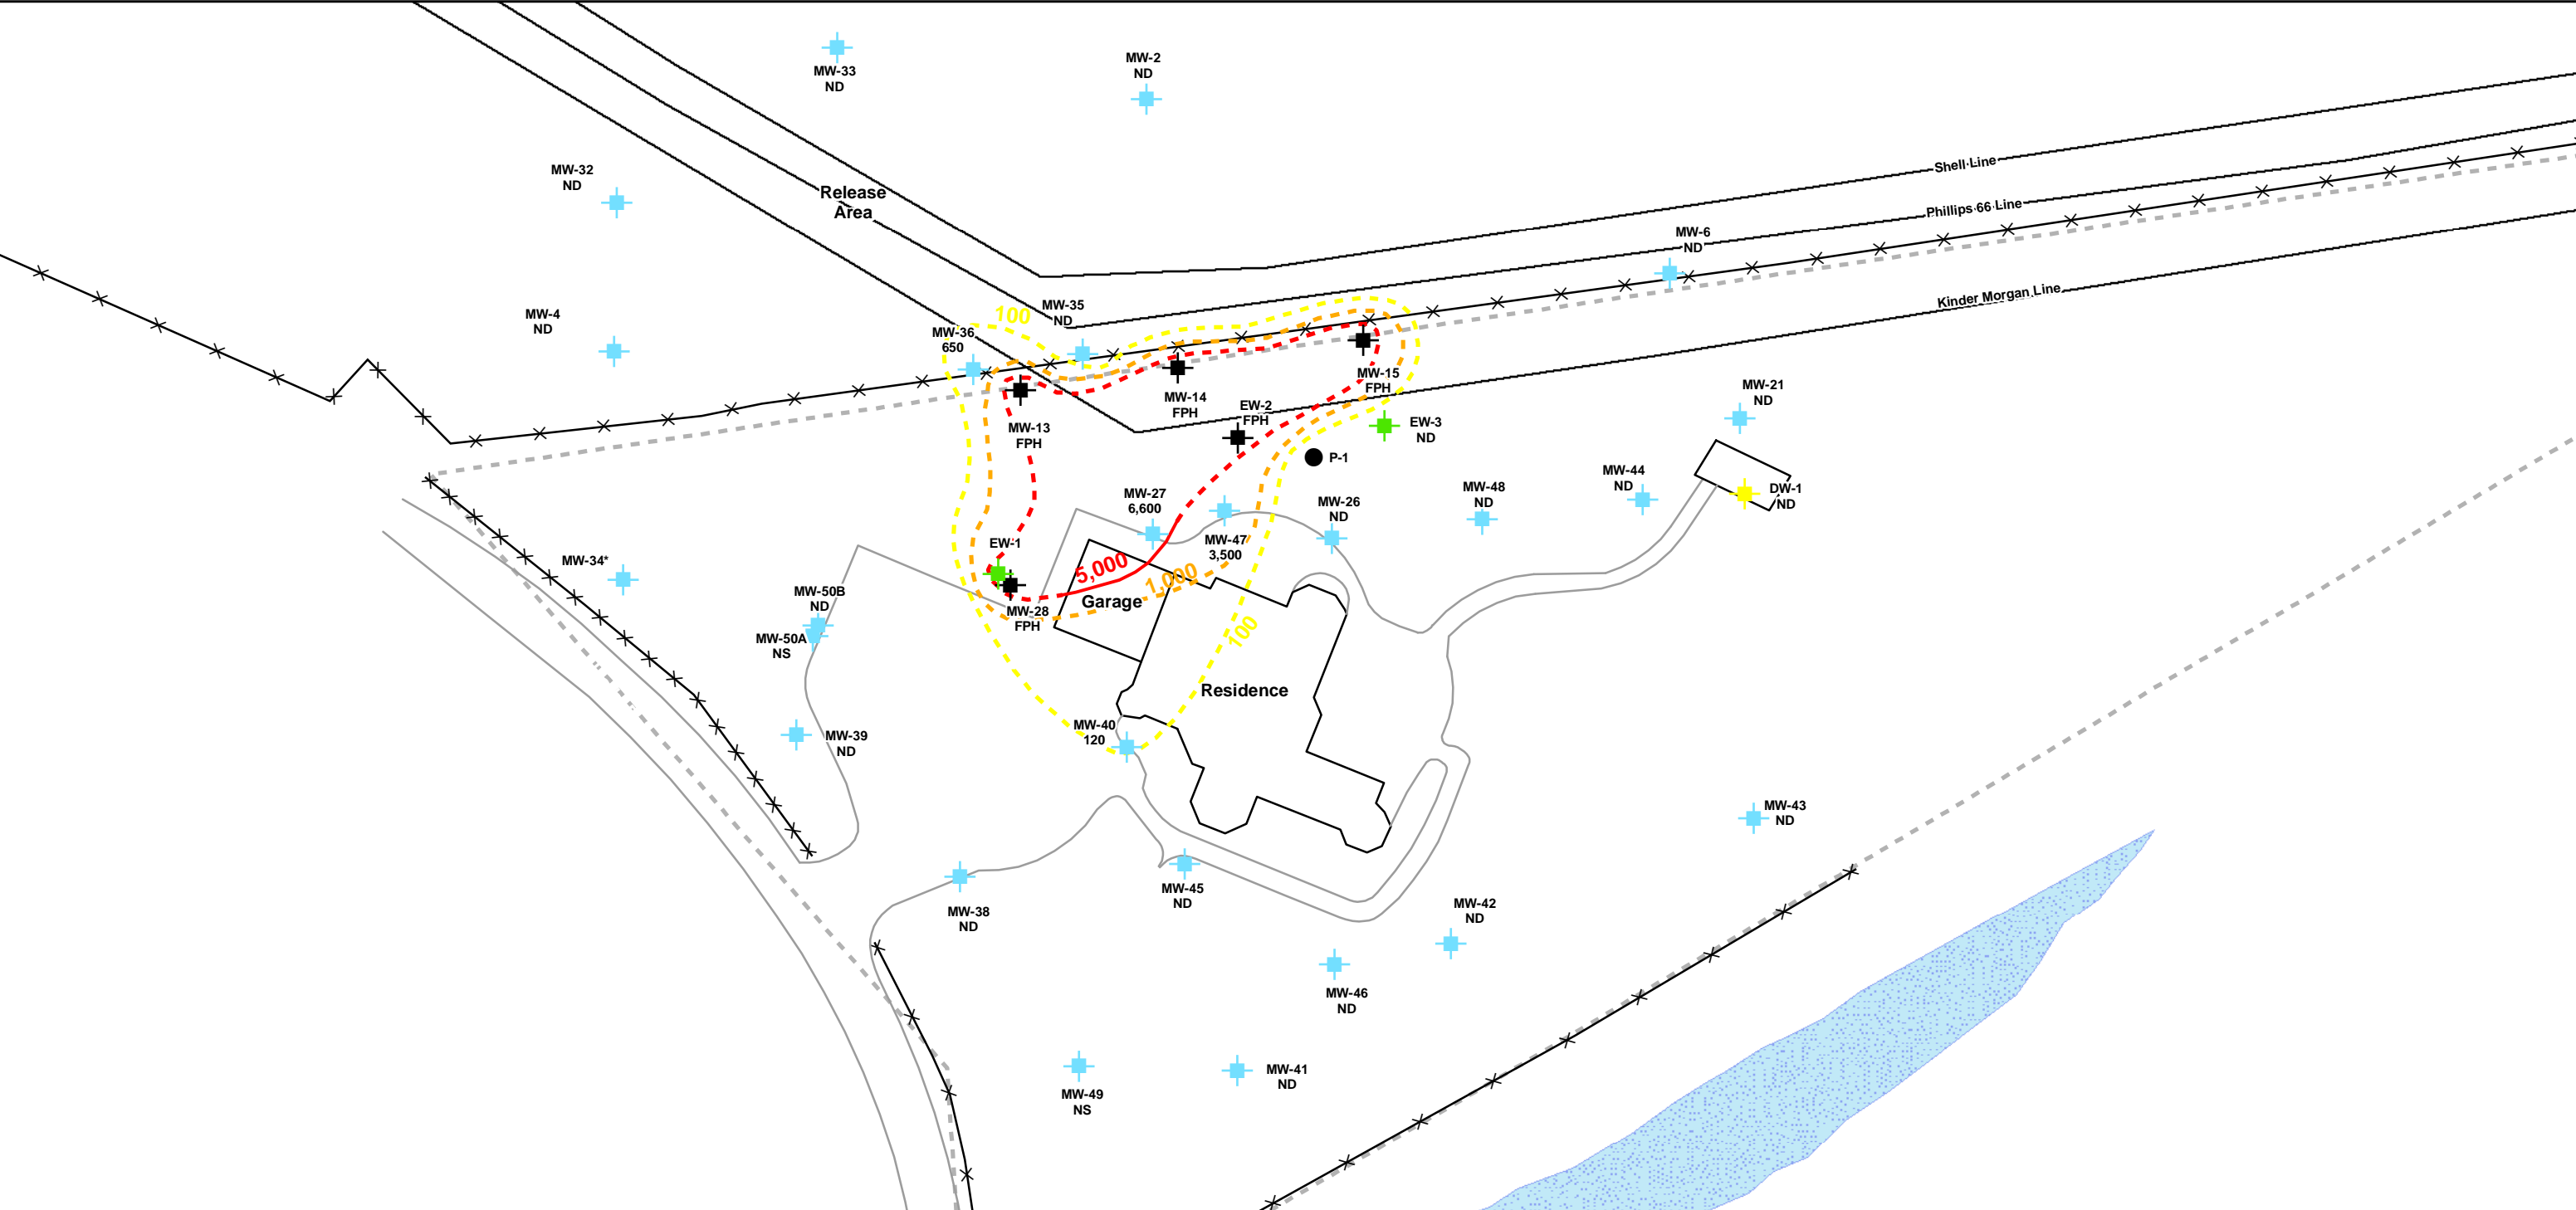 MW-33
ND
MW-2
ND
MW-32
ND
Release
Area
Shell Line
Phillips 66 Line
MW-6
ND
Kinder Morgan Line
MW-4
ND
100
MW-35
ND
MW-36
650
MW-15
FPH
MW-14
FPH
EW-2
FPH
MW-21
ND
MW-13
FPH
EW-3
ND
P-1
MW-44
ND
MW-48
ND
DW-1
ND
MW-27
6,600
MW-26
ND
MW-47
3,500
EW-1
MW-34*
5,000
1,000
Garage
MW-28
FPH
MW-50B
ND
MW-50A
NS
100
Residence
MW-40
120
MW-39
ND
MW-43
ND
MW-45
ND
MW-38
ND
MW-42
ND
MW-46
ND
MW-41
ND
MW-49
NS